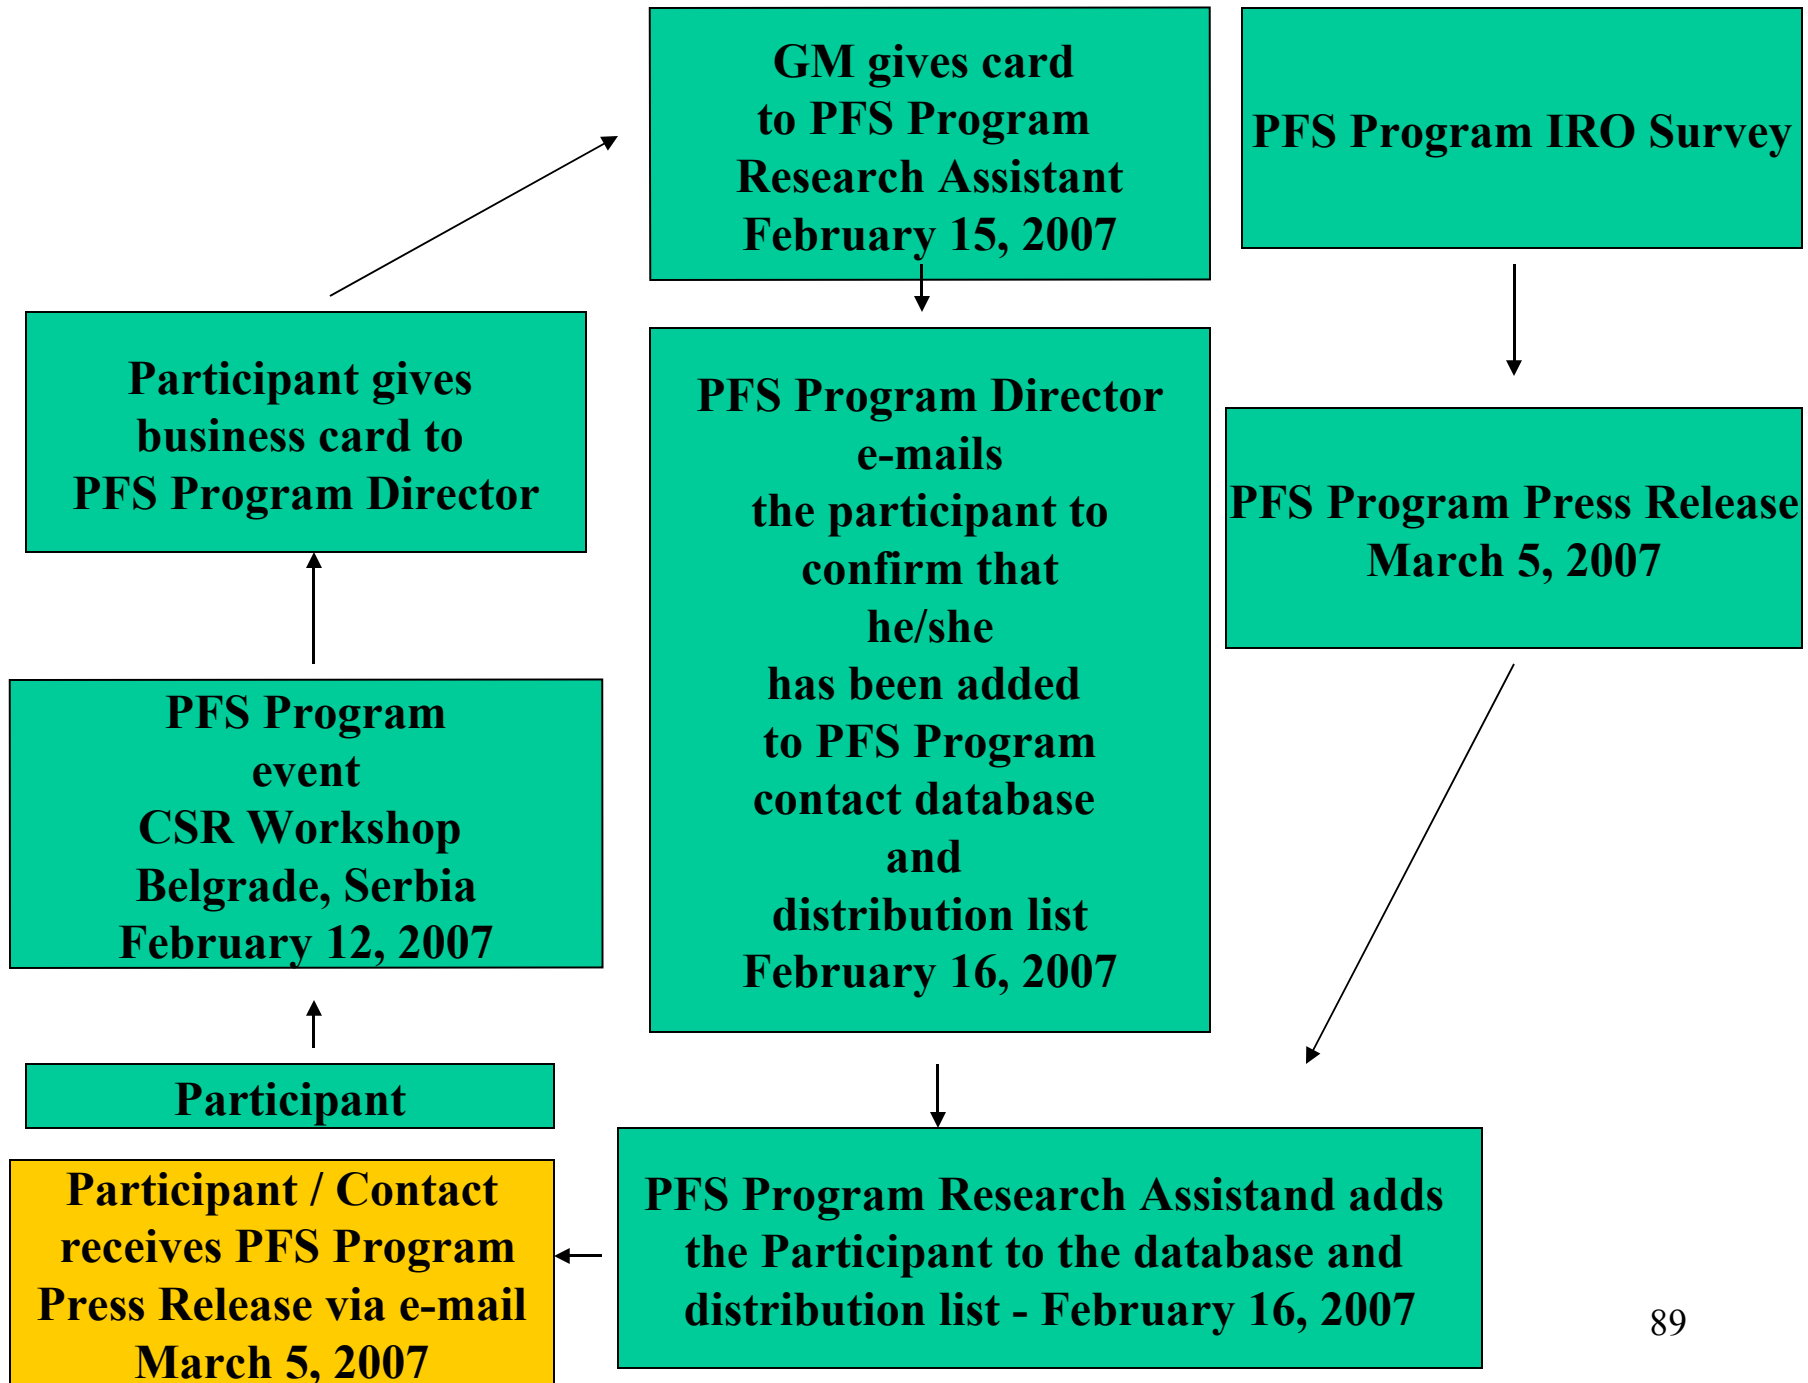 GM gives card
to PFS Program
Research Assistant
February 15, 2007
PFS Program IRO Survey
Participant gives
business card to
PFS Program Director
PFS Program Director
e-mails
the participant to
confirm that
he/she
has been added
to PFS Program
contact database
and
distribution list
February 16, 2007
PFS Program Press Release
March 5, 2007
PFS Program
event
CSR Workshop
Belgrade, Serbia
February 12, 2007
Participant
Participant / Contact
receives PFS Program
Press Release via e-mail
March 5, 2007
PFS Program Research Assistand adds
the Participant to the database and
distribution list - February 16, 2007
89